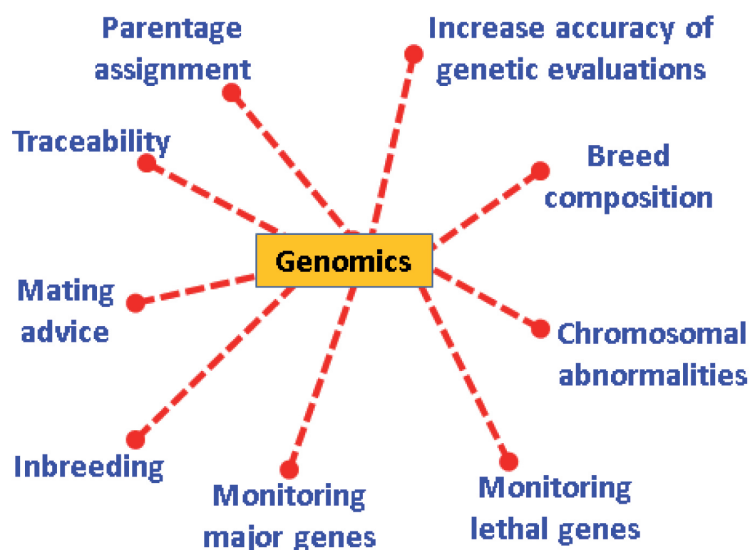 Parentage
assignment
Increase accuracy of
genetic evaluations
Traceability
Breed
composition
Genomics
Mating
advice
Chromosomal
abnormalities
Inbreeding
Monitoring
major genes
Monitoring
lethal genes